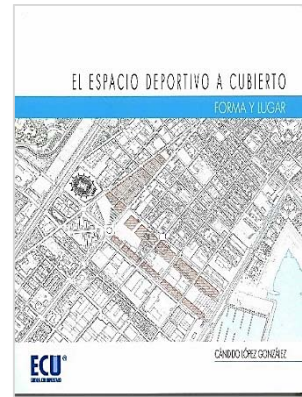 EL ESPACIO DEPORTIVO A CUBIERTO
FORMA Y LUGAR
CÁNDIDO LÓPEZ GONZÁLEZ
ECU